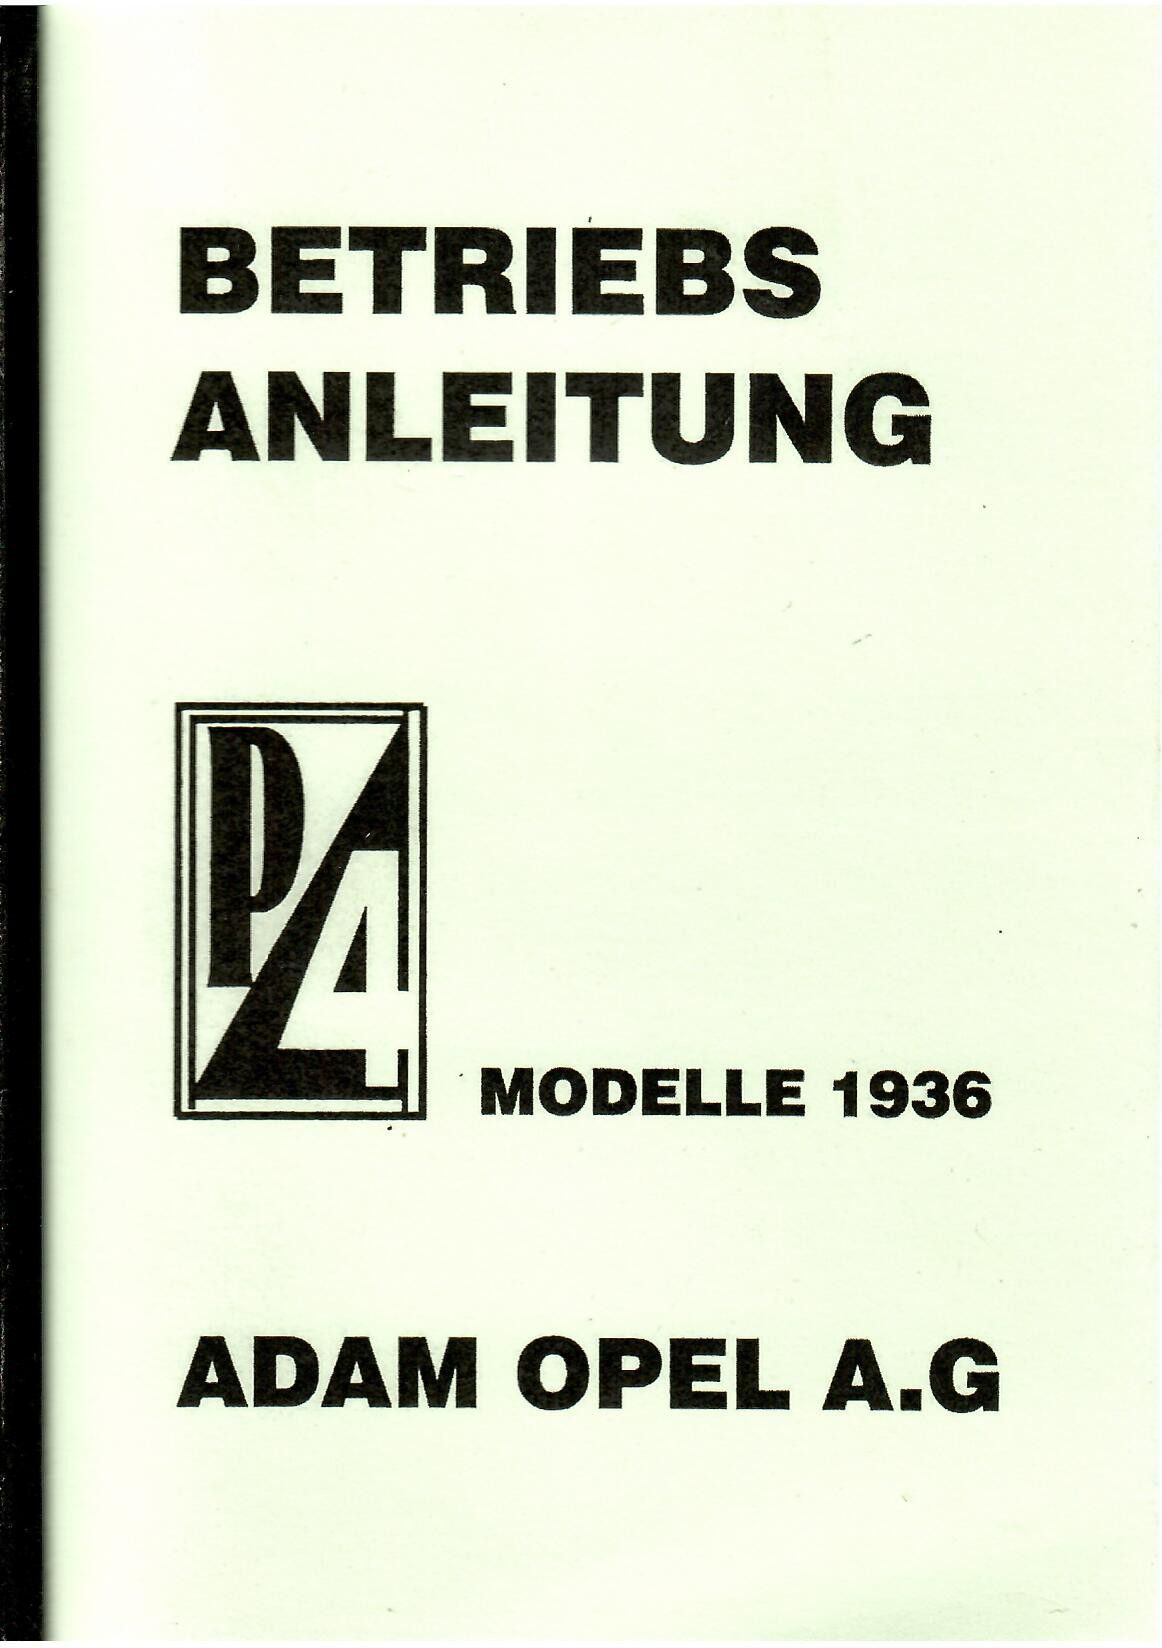 BETRIEBS
ANLEITUNG
P4
MODELLE 1936
ADAM OPEL A.G